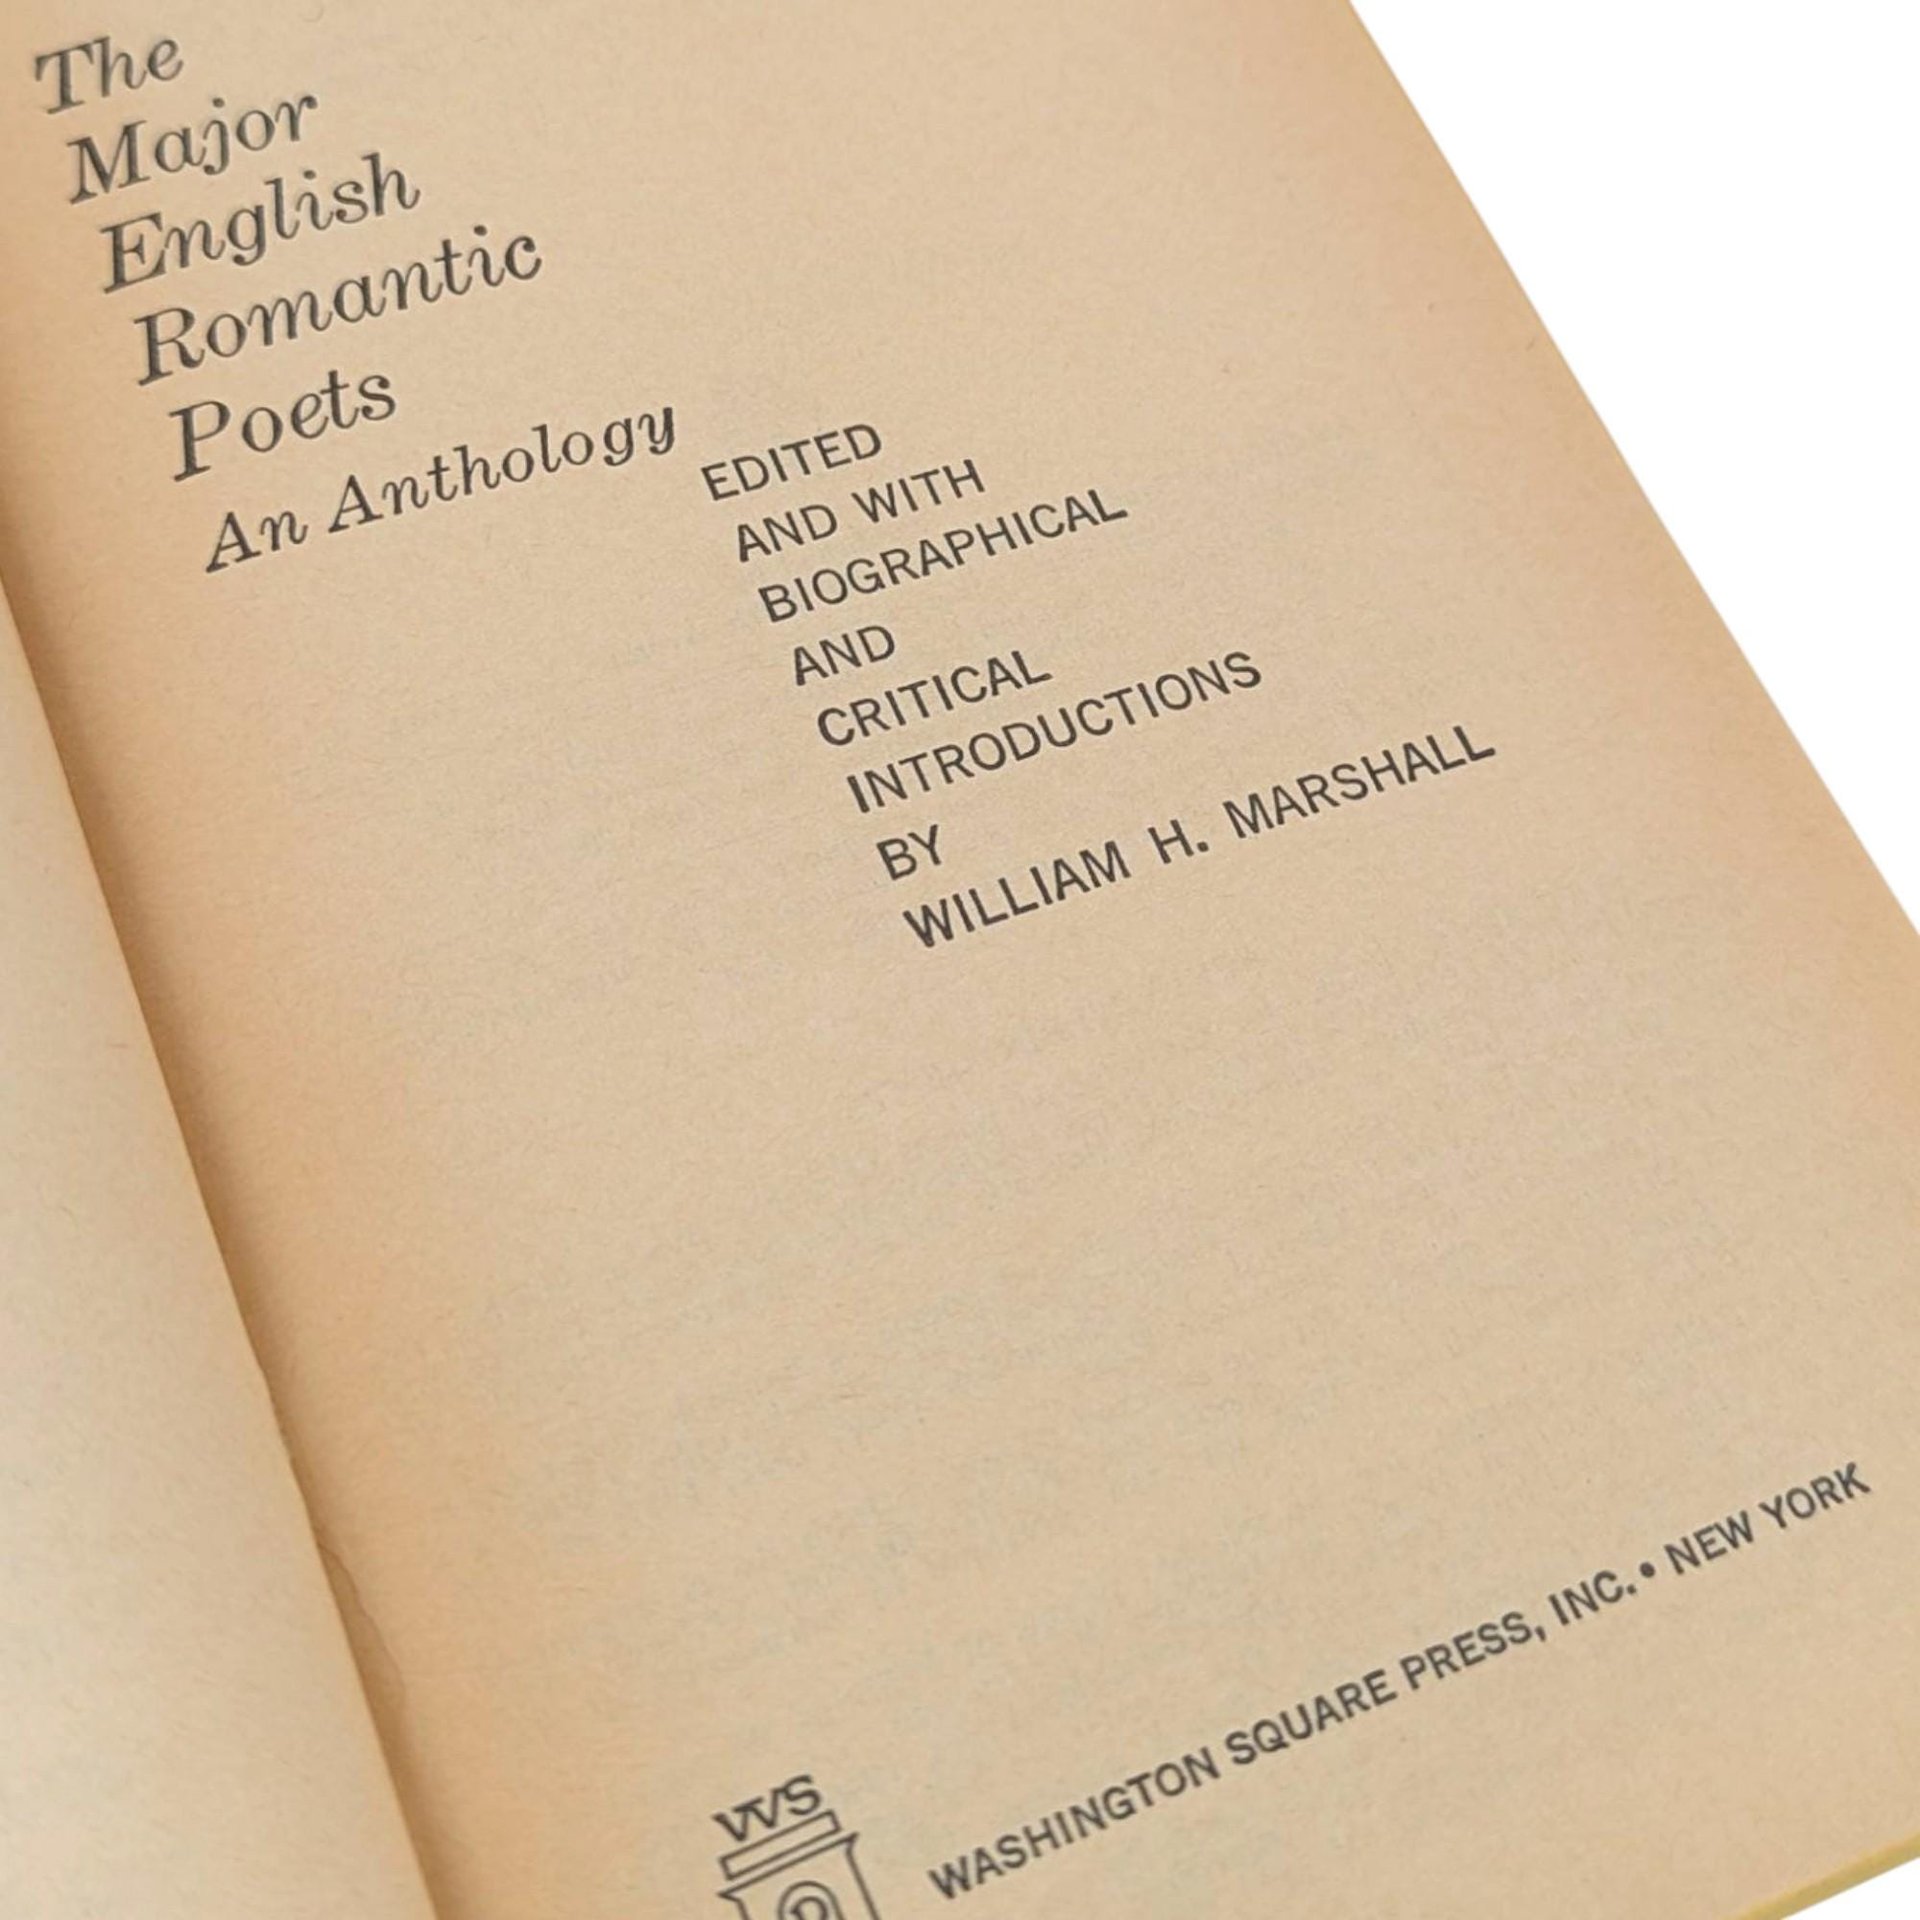 The
Major
English
Romantic
Poets
An Anthology
EDITED
AND WITH
BIOGRAPHICAL
AND
CRITICAL
INTRODUCTIONS
BY
WILLIAM H. MARSHALL
WS
WASHINGTON SQUARE PRESS, INC. • NEW YORK